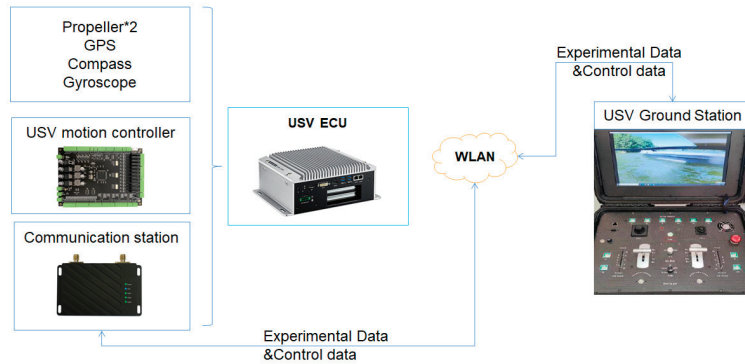 Propeller*2
GPS
Compass
Gyroscope
USV motion controller
Communication station
USV ECU
WLAN
Experimental Data
&Control data
USV Ground Station
Experimental Data
&Control data